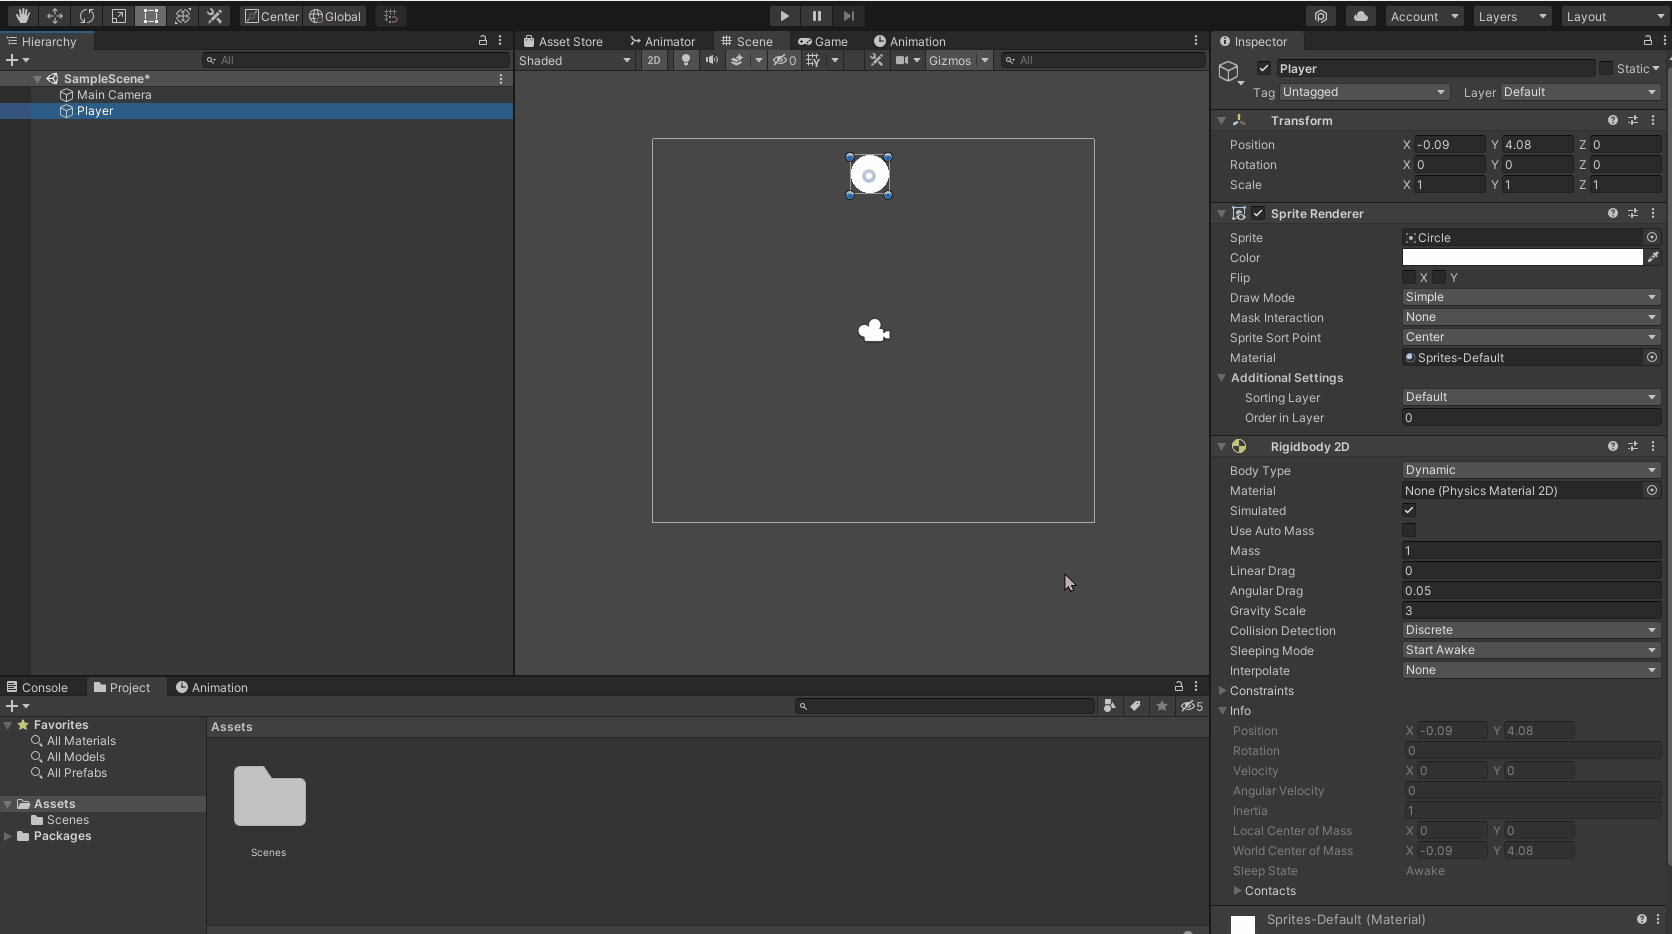 Center Global Account Layers Layout
Hierarchy
All
SampleScene*
Main Camera
Player
Asset Store Animator Scene Game Animation
Shaded 2D 0 Gizmos All
Inspector
Player Static
Tag Untagged Layer Default
Transform
Position X -0.09 Y 4.08 Z 0
Rotation X 0 Y 0 Z 0
Scale X 1 Y 1 Z 1
Sprite Renderer
Sprite Circle
Color
Flip X Y
Draw Mode Simple
Mask Interaction None
Sprite Sort Point Center
Material Sprites-Default
Additional Settings
Sorting Layer Default
Order in Layer 0
Rigidbody 2D
Body Type Dynamic
Material None (Physics Material 2D)
Simulated
Use Auto Mass
Mass 1
Linear Drag 0
Angular Drag 0.05
Gravity Scale 3
Collision Detection Discrete
Sleeping Mode Start Awake
Interpolate None
Constraints
Info
Position X -0.09 Y 4.08
Rotation 0
Velocity X 0 Y 0
Angular Velocity 0
Inertia 1
Local Center of Mass X 0 Y 0
World Center of Mass X -0.09 Y 4.08
Sleep State Awake
Contacts
Sprites-Default (Material)
Console Project Animation
5
Favorites
All Materials
All Models
All Prefabs
Assets
Scenes
Packages
Assets
Scenes